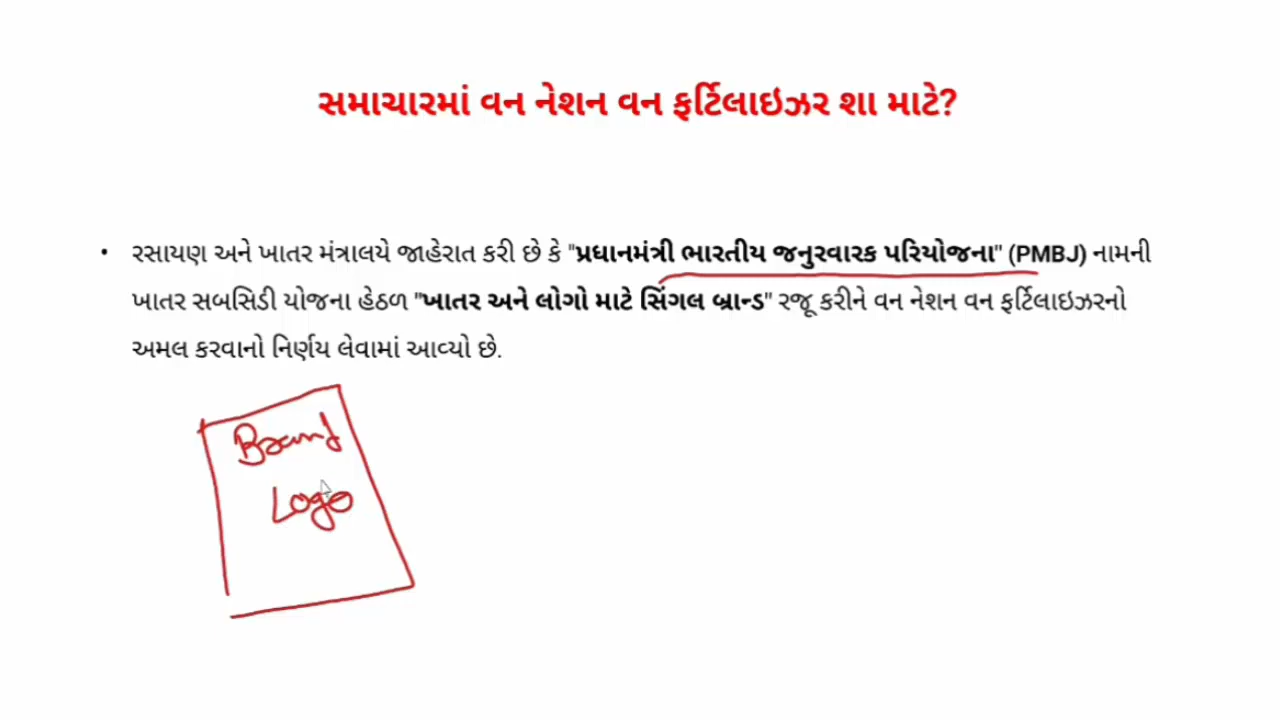 સમાચારમાં વન નેશન વન ફર્ટિલાઇઝર શા માટે?
• રસાયણ અને ખાતર મંત્રાલયે જાહેરાત કરી છે કે "પ્રધાનમંત્રી ભારતીય જનુરવારક પરિયોજના" (PMBJ) નામની
ખાતર સબસિડી યોજના હેઠળ "ખાતર અને લોગો માટે સિંગલ બ્રાન્ડ" રજૂ કરીને વન નેશન વન ફર્ટિલાઇઝરનો
અમલ કરવાનો નિર્ણય લેવામાં આવ્યો છે.
Brand
Logo